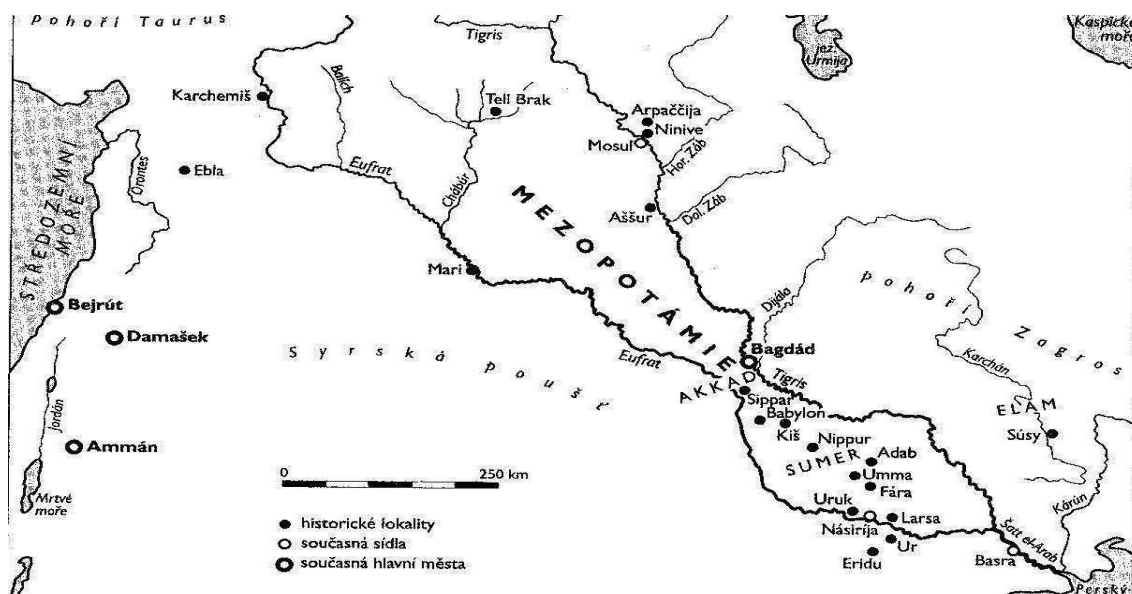 pohoří Taurus
Tigris
Kaspické
moře
jez.
Urmija
Balích
Karchemiš
Tell Brak
Arpaččija
Ninive
Mosul
Hor. Záb
Orontes
Ebla
Eufrat
Chábúr
STŘEDOZEMNÍ
MOŘE
MEZOPOTÁMIE
Aššur
Dol. Záb
Mari
Dijála
pohoří Zagros
Bejrút
Damašek
Syrská poušť
Eufrat
Bagdád
AKKAD
Tigris
Karchán
Sippar
Babylon
Kiš
ELAM
Súsy
Jordán
Ammán
Nippur
SUMER
Adab
Umma
Fára
0 250 km
Mrtvé
moře
Uruk
Larsa
Násiríja
Ur
Eridu
Kárún
Šatt el-Arab
Basra
Perský
historické lokality
současná sídla
současná hlavní města